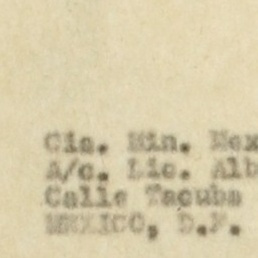 Cia. Min. Mex
A/c. Lic. Alb
Calle Tacuba
MEXICO, D.F.